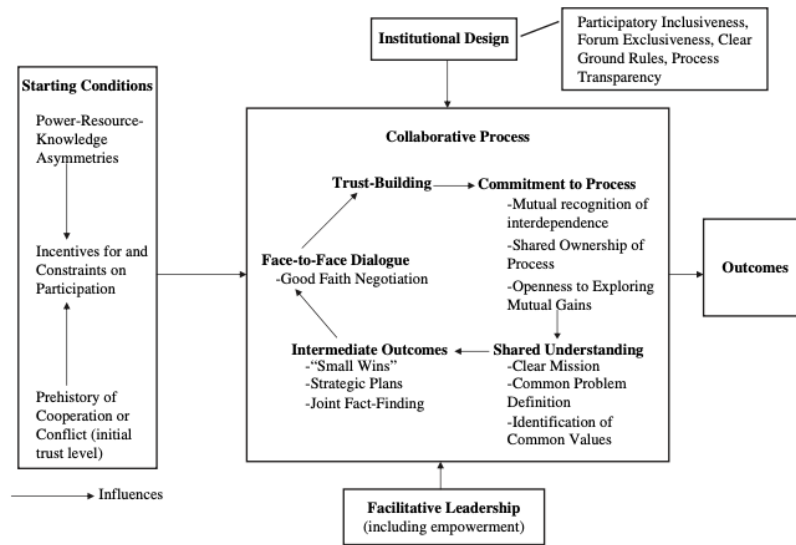 Institutional Design
Participatory Inclusiveness,
Forum Exclusiveness, Clear
Ground Rules, Process
Transparency
Starting Conditions
Power-Resource-
Knowledge
Asymmetries
Incentives for and
Constraints on
Participation
Prehistory of
Cooperation or
Conflict (initial
trust level)
Influences
Collaborative Process
Trust-Building
Commitment to Process
-Mutual recognition of
interdependence
-Shared Ownership of
Process
-Openness to Exploring
Mutual Gains
Face-to-Face Dialogue
-Good Faith Negotiation
Intermediate Outcomes
-“Small Wins”
-Strategic Plans
-Joint Fact-Finding
Shared Understanding
-Clear Mission
-Common Problem
Definition
-Identification of
Common Values
Outcomes
Facilitative Leadership
(including empowerment)